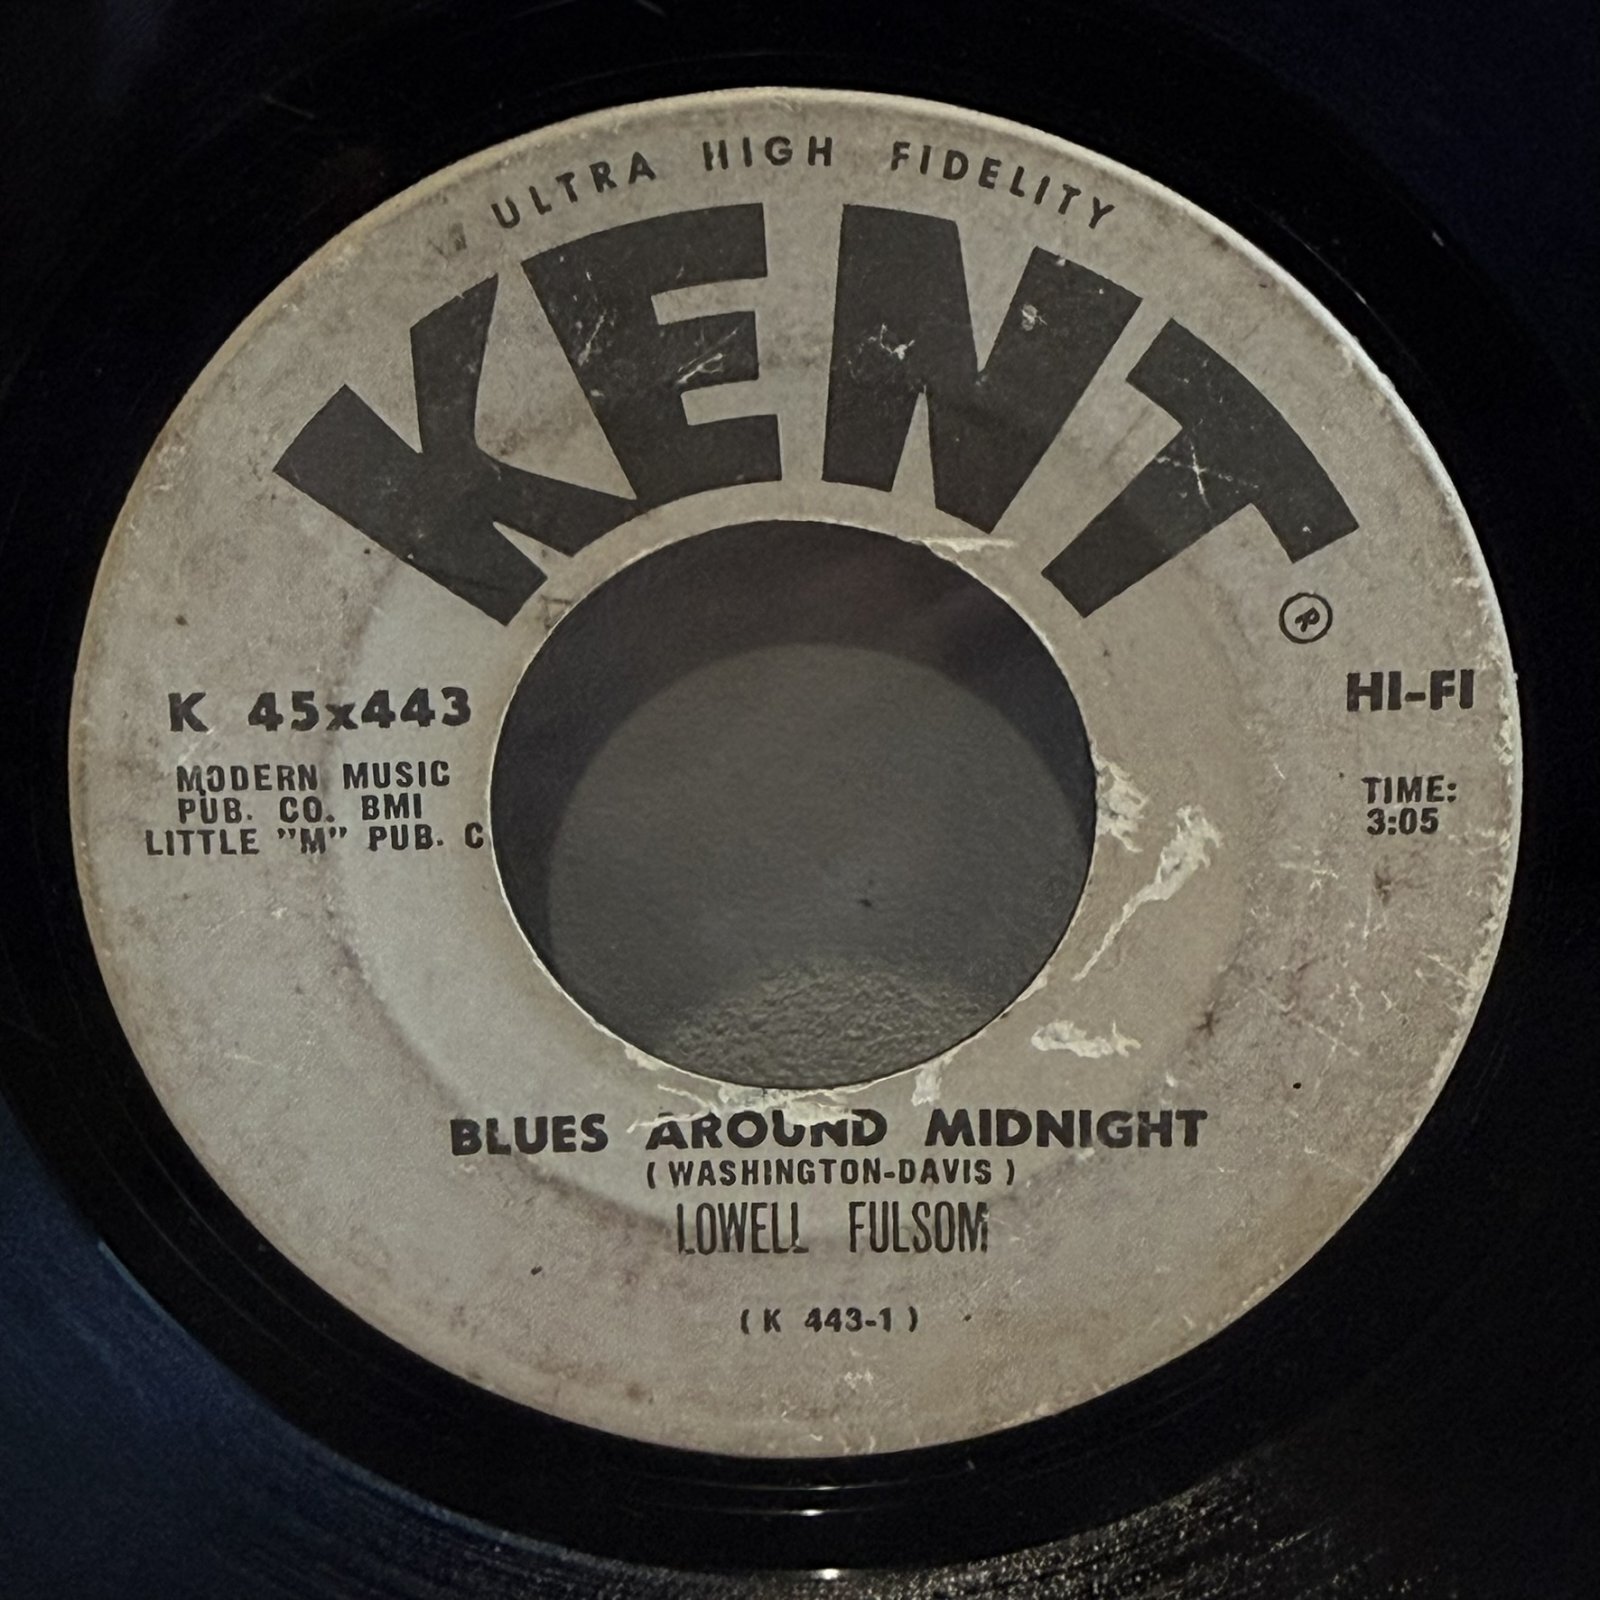 ULTRA HIGH FIDELITY
KENT
®
K 45x443
MODERN MUSIC
PUB. CO. BMI
LITTLE "M" PUB. C
HI-FI
TIME:
3:05
BLUES AROUND MIDNIGHT
(WASHINGTON-DAVIS)
LOWELL FULSOM
(K 443-1)